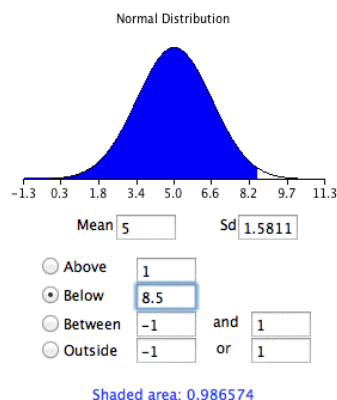 Normal Distribution
-1.3 0.3 1.8 3.4 5.0 6.6 8.2 9.7 11.3
Mean 5 Sd 1.5811
Above 1
Below 8.5
Between -1 and 1
Outside -1 or 1
Shaded area: 0.986574